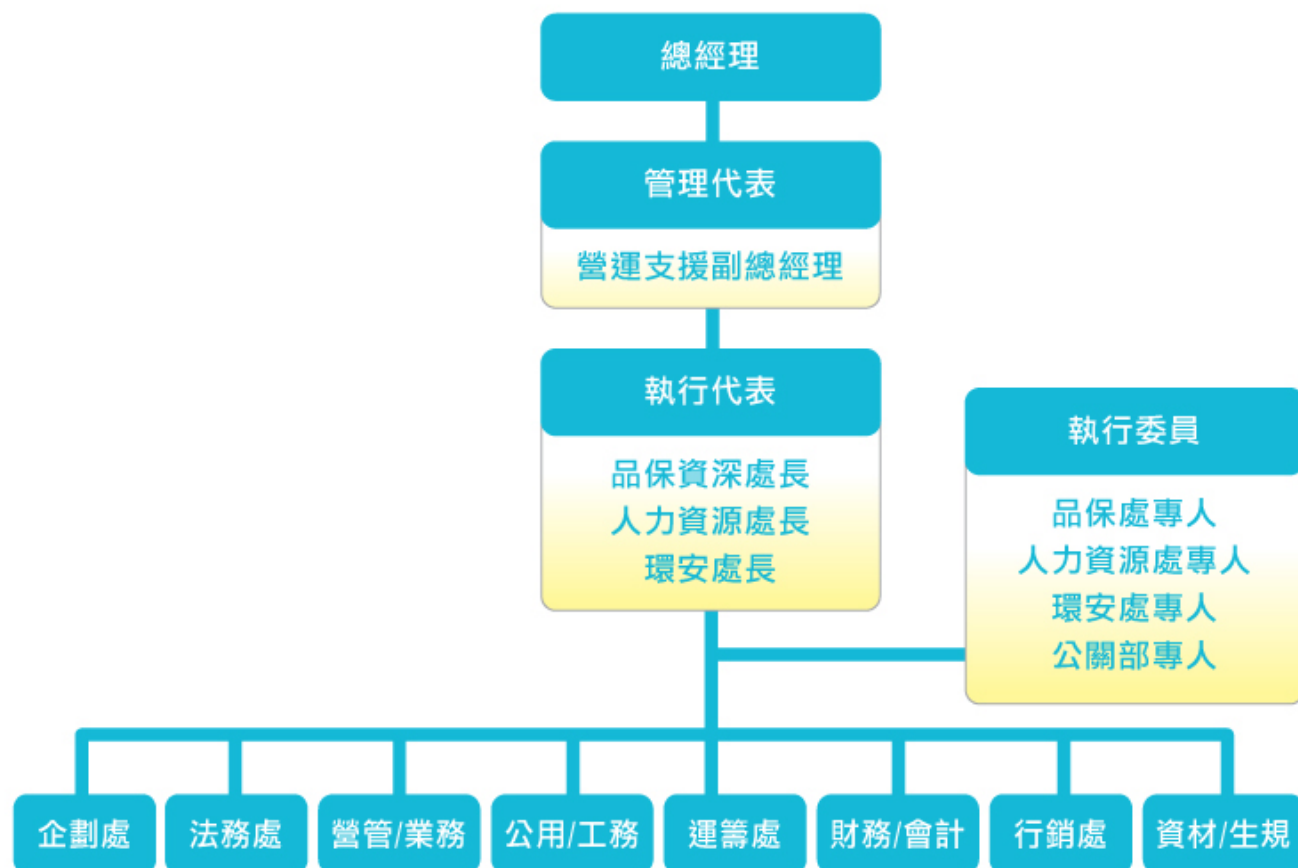 總經理
管理代表
營運支援副總經理
執行代表
品保資深處長
人力資源處長
環安處長
執行委員
品保處專人
人力資源處專人
環安處專人
公關部專人
企劃處
法務處
營管/業務
公用/工務
運籌處
財務/會計
行銷處
資材/生規